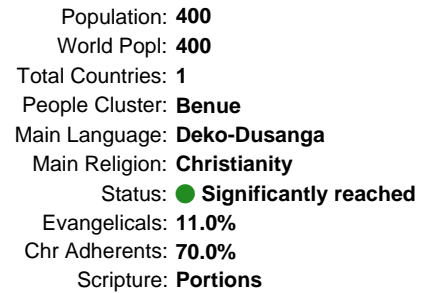 Population: 400
World Popl: 400
Total Countries: 1
People Cluster: Benue
Main Language: Deko-Dusanga
Main Religion: Christianity
Status: Significantly reached
Evangelicals: 11.0%
Chr Adherents: 70.0%
Scripture: Portions